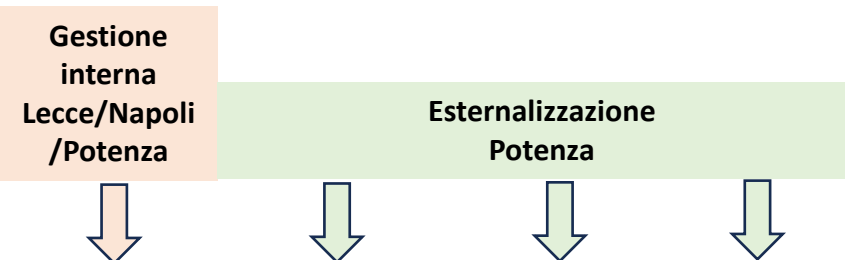 Gestione
interna
Lecce/Napoli
/Potenza
Esternalizzazione
Potenza